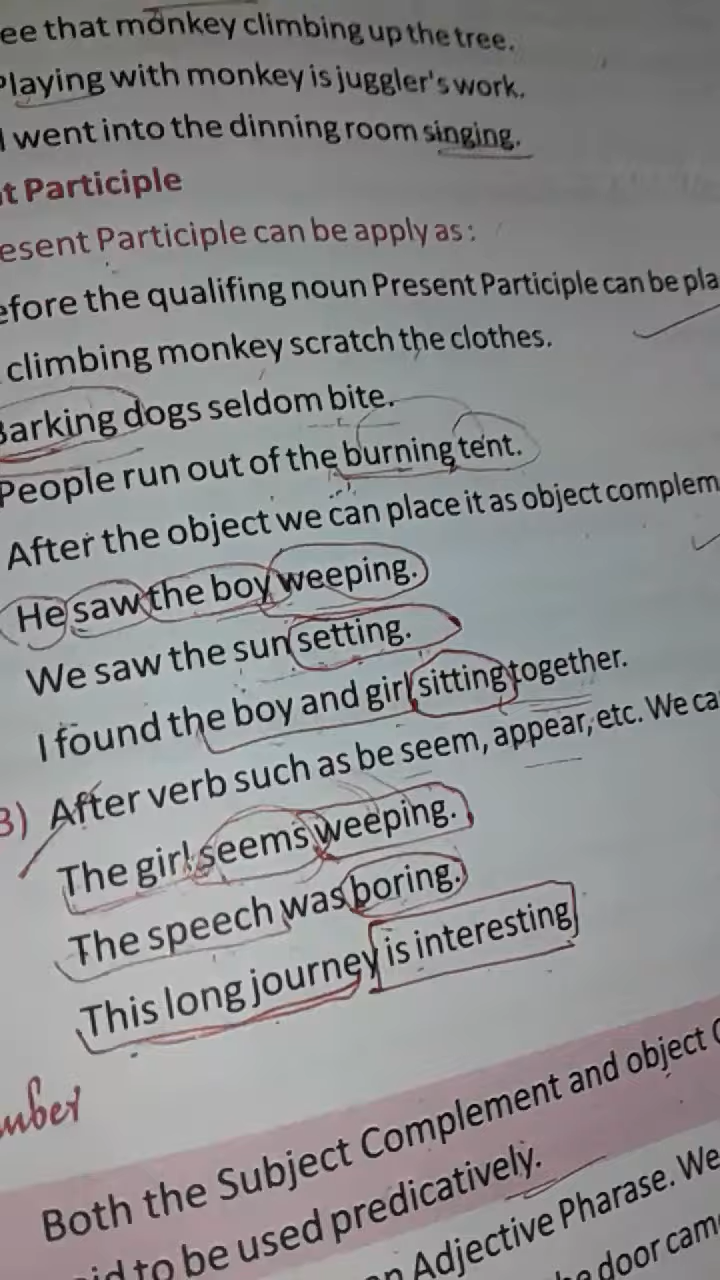 ee that monkey climbing up the tree.
Playing with monkey is juggler's work.
I went into the dinning room singing.
t Participle
esent Participle can be apply as :
efore the qualifing noun Present Participle can be pla
climbing monkey scratch the clothes.
Barking dogs seldom bite.
People run out of the burning tent.
After the object we can place it as object complem
He saw the boy weeping.
We saw the sun setting.
I found the boy and girl sitting together.
3) After verb such as be seem, appear, etc. We ca
The girl seems weeping.
The speech was boring.
This long journey is interesting
mber
Both the Subject Complement and object
id to be used predicatively.
an Adjective Pharase. We
he door cam